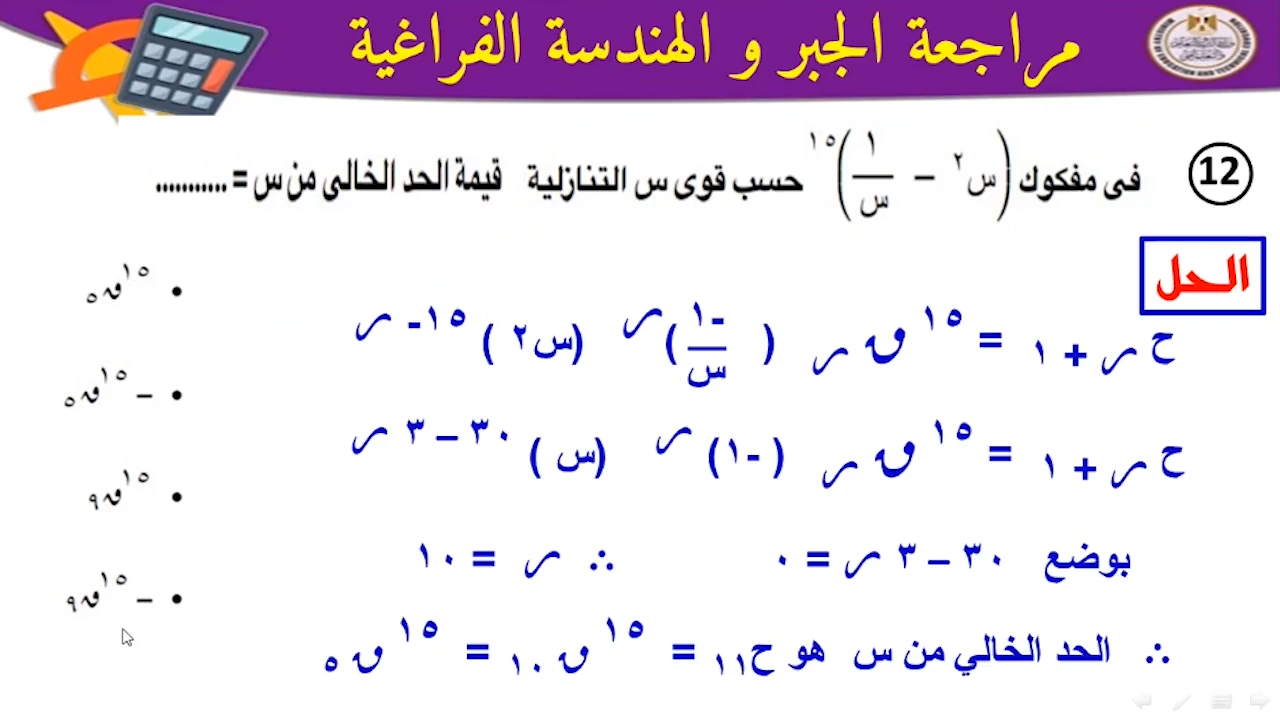 مراجعة الجبر و الهندسة الفراغية
12 فى مفكوك (س٢ – ١/س)١٥ حسب قوى س التنازلية قيمة الحد الخالى من س = ...........
الحل
ح ر + ١ = ١٥ق ر ( -١/س )ر ( س٢ )١٥- ر
ح ر + ١ = ١٥ق ر ( -١ )ر ( س )٣٠ – ٣ ر
بوضع ٣٠ – ٣ ر = ٠ ∴ ر = ١٠
∴ الحد الخالي من س هو ح١١ = ١٥ق١٠ = ١٥ق٥
• ١٥ق٥
• – ١٥ق٥
• ١٥ق٩
• – ١٥ق٩